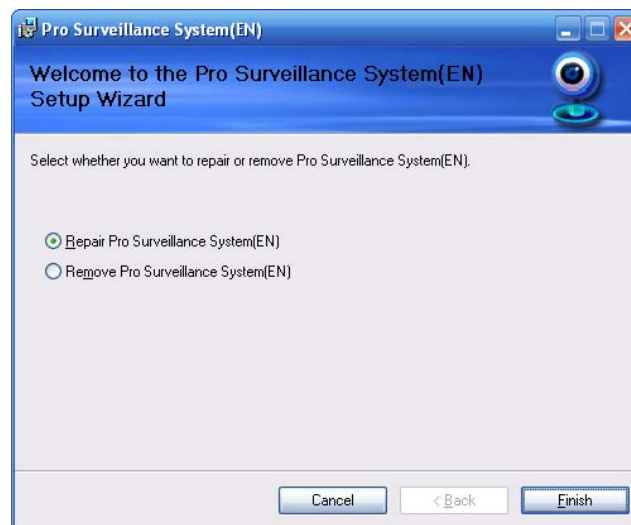 Pro Surveillance System(EN)
Welcome to the Pro Surveillance System(EN)
Setup Wizard
Select whether you want to repair or remove Pro Surveillance System(EN).
Repair Pro Surveillance System(EN)
Remove Pro Surveillance System(EN)
Cancel
< Back
Finish